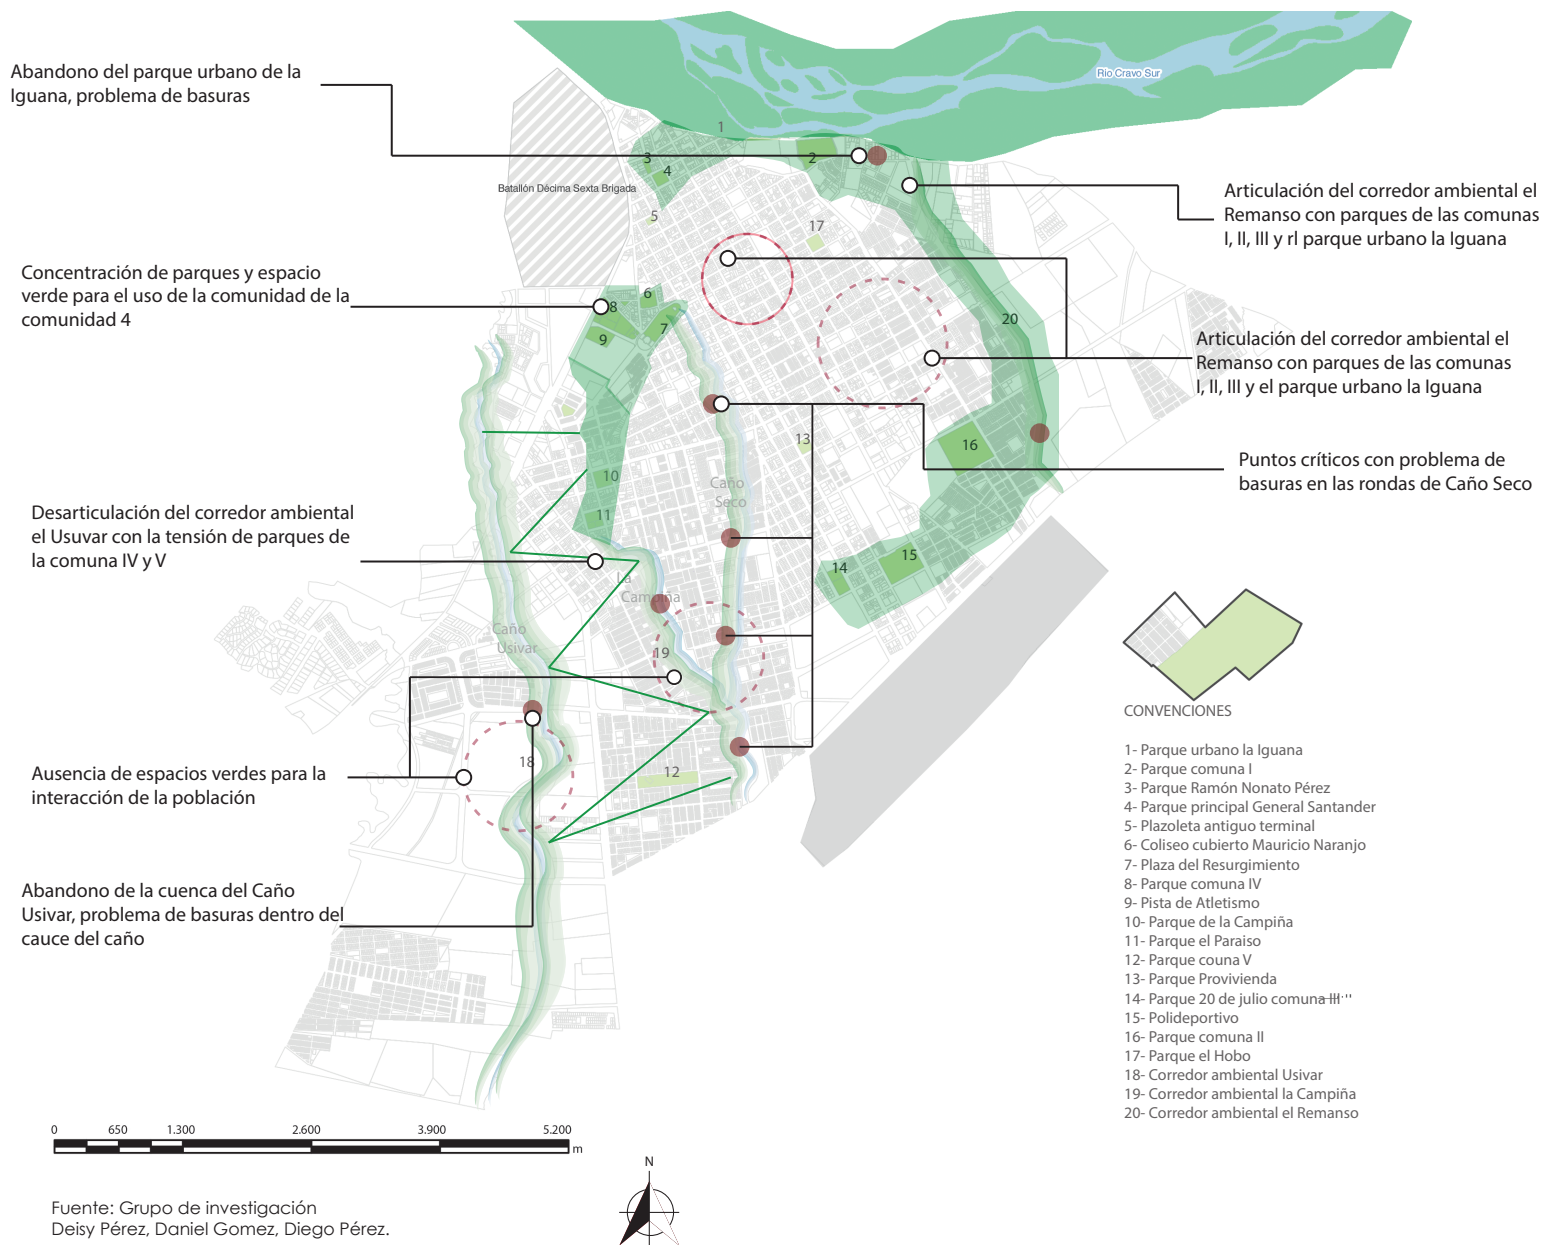 Río Cravo Sur
Abandono del parque urbano de la
Iguana, problema de basuras
Batallón Décima Sexta Brigada
Articulación del corredor ambiental el
Remanso con parques de las comunas
I, II, III y rl parque urbano la Iguana
Concentración de parques y espacio
verde para el uso de la comunidad de la
comunidad 4
Articulación del corredor ambiental el
Remanso con parques de las comunas
I, II, III y el parque urbano la Iguana
Puntos críticos con problema de
basuras en las rondas de Caño Seco
Desarticulación del corredor ambiental
el Usuvar con la tensión de parques de
la comuna IV y V
Ausencia de espacios verdes para la
interacción de la población
Abandono de la cuenca del Caño
Usivar, problema de basuras dentro del
cauce del caño
1
2
3
4
5
17
6
8
7
9
20
13
16
10
11
Caño
Seco
15
14
La
Campiña
Caño
Usivar
19
18
12
CONVENCIONES
1- Parque urbano la Iguana
2- Parque comuna I
3- Parque Ramón Nonato Pérez
4- Parque principal General Santander
5- Plazoleta antiguo terminal
6- Coliseo cubierto Mauricio Naranjo
7- Plaza del Resurgimiento
8- Parque comuna IV
9- Pista de Atletismo
10- Parque de la Campiña
11- Parque el Paraiso
12- Parque couna V
13- Parque Provivienda
14- Parque 20 de julio comuna III
15- Polideportivo
16- Parque comuna II
17- Parque el Hobo
18- Corredor ambiental Usivar
19- Corredor ambiental la Campiña
20- Corredor ambiental el Remanso
0 650 1.300 2.600 3.900 5.200
m
N
Fuente: Grupo de investigación
Deisy Pérez, Daniel Gomez, Diego Pérez.